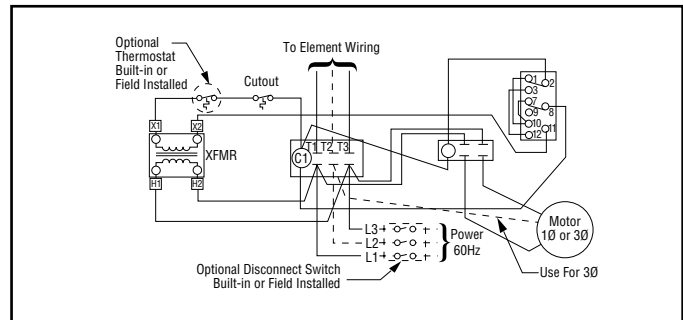 Optional
Thermostat
Built-in or
Field Installed
To Element Wiring
Cutout
X1
X2
XFMR
H1
H2
T1 T2 T3
C1
1
2
3
7
8
9
10
11
12
L3
L2
L1
Power
60Hz
Motor
1Ø or 3Ø
Use For 3Ø
Optional Disconnect Switch
Built-in or Field Installed